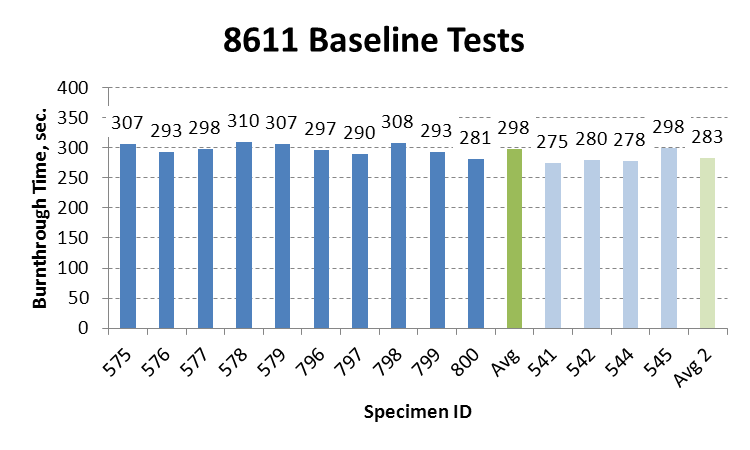 8611 Baseline Tests
Burnthrough Time, sec.
400
350
300
250
200
150
100
50
0
307 293 298 310 307 297 290 308 293 281 298 275 280 278 298 283
575 576 577 578 579 796 797 798 799 800 Avg 541 542 544 545 Avg 2
Specimen ID